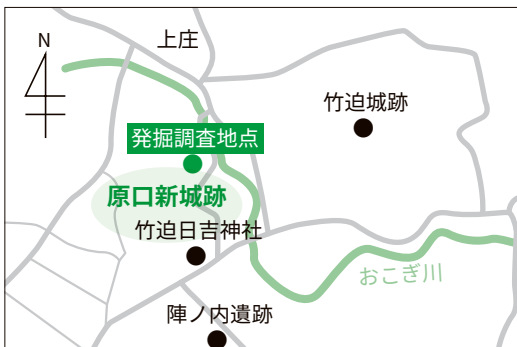 N
上庄
竹迫城跡
発掘調査地点
原口新城跡
竹迫日吉神社
おこぎ川
陣ノ内遺跡